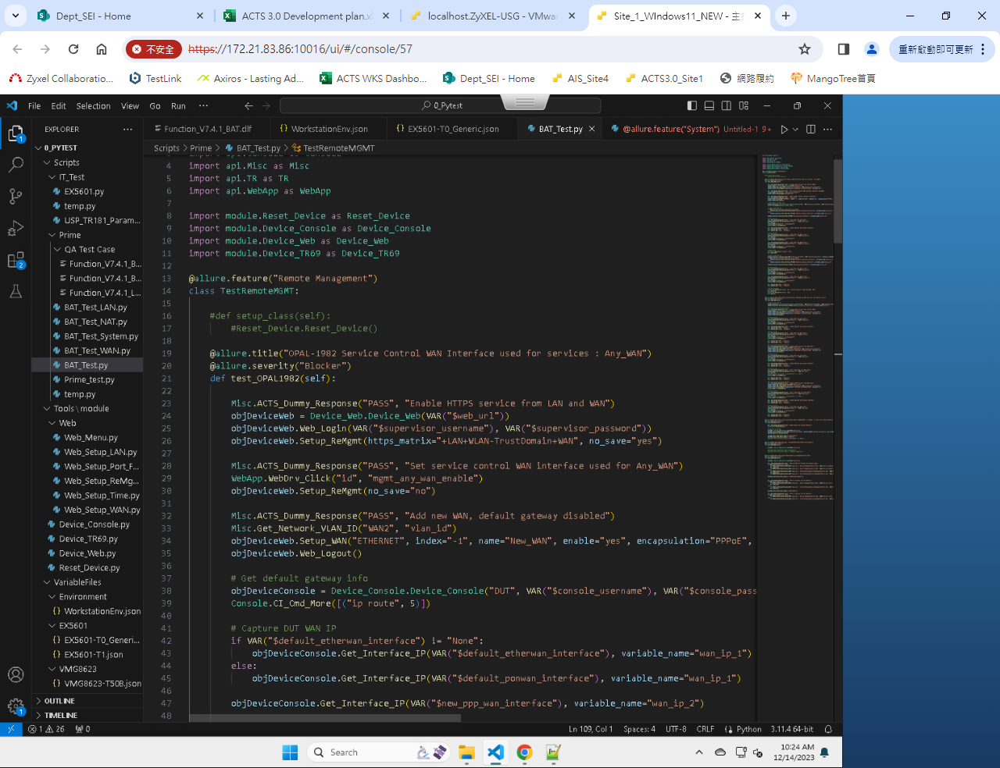 Dept_SEI - Home
ACTS 3.0 Development plan.xl
localhost.ZyXEL-USG - VMwa
Site_1_WIndows11_NEW - 主
不安全
https://172.21.83.86:10016/ui/#/console/57
重新啟動即可更新
Zyxel Collaboratio...
TestLink
Axiros - Lasting Ad...
ACTS WKS Dashbo...
Dept_SEI - Home
AIS_Site4
ACTS3.0_Site1
網路履約
MangoTree首頁
File Edit Selection View Go Run ...
0_Pytest
EXPLORER
Function_V7.4.1_BAT.dlf
WorkstationEnv.json
EX5601-T0_Generic.json
BAT_Test.py
@allure.feature("System") Untitled-1 9+
Scripts > Prime > BAT_Test.py > TestRemoteMGMT
0_PYTEST
Scripts
IT_Test
EX5601.py
temp.py
USP_TR181_Param...
Prime
QA Test Case
Function_V7.4.1_B...
Function_V7.4.1_B...
Function_V7.4.1_L...
BAT_Test_LAN.py
BAT_Test_NAT.py
BAT_Test_System.py
BAT_Test_WAN.py
BAT_Test.py
Prime_test.py
temp.py
Tools \ module
Web
Web_Menu.py
Web_Setup_LAN.py
Web_Setup_Port_F...
Web_Setup_ReMg...
Web_Setup_Time.py
Web_Setup_WAN.py
Device_Console.py
Device_TR69.py
Device_Web.py
Reset_Device.py
VariableFiles
Environment
WorkstationEnv.json
EX5601
EX5601-T0_Generi...
EX5601-T1.json
VMG8623
VMG8623-T50B.json
OUTLINE
TIMELINE
3 import api.Console as Console
4 import api.Misc as Misc
5 import api.TR as TR
6 import api.WebApp as WebApp
7
8 import module.Reset_Device as Reset_Device
9 import module.Device_Console as Device_Console
10 import module.Device_Web as Device_Web
11 import module.Device_TR69 as Device_TR69
12
13 @allure.feature("Remote Management")
14 class TestRemoteMGMT:
15
16 #def setup_class(self):
17 #Reset_Device.Reset_Device()
18
19 @allure.title("OPAL-1982 Service Control WAN Interface used for services : Any_WAN")
20 @allure.severity("Blocker")
21 def test_OPAL1982(self):
22
23 Misc.ACTS_Dummy_Response("PASS", "Enable HTTPS service from LAN and WAN")
24 objDeviceWeb = Device_Web.Device_Web(VAR("$web_url"))
25 objDeviceWeb.Web_Login(VAR("$supervisor_username"), VAR("$supervisor_password"))
26 objDeviceWeb.Setup_ReMgmt(https_matrix="+LAN+WLAN-TrustDomain+WAN", no_save="yes")
27
28 Misc.ACTS_Dummy_Response("PASS", "Set service control WAN interface used for Any_WAN")
29 WebApp.WebDrv_Click("id", "mgmt_any_wan_enable")
30 objDeviceWeb.Setup_ReMgmt(no_save="no")
31
32 Misc.ACTS_Dummy_Response("PASS", "Add new WAN, default gateway disabled")
33 Misc.Get_Network_VLAN_ID("WAN2", "vlan_id")
34 objDeviceWeb.Setup_WAN("ETHERNET", index="-1", name="New_WAN", enable="yes", encapsulation="PPPoE",
35 objDeviceWeb.Web_Logout()
36
37 # Get default gateway info
38 objDeviceConsole = Device_Console.Device_Console("DUT", VAR("$console_username"), VAR("$console_pass
39 Console.CI_Cmd_More([("ip route", 5)])
40
41 # Capture DUT WAN IP
42 if VAR("$default_etherwan_interface") != "None":
43 objDeviceConsole.Get_Interface_IP(VAR("$default_etherwan_interface"), variable_name="wan_ip_1")
44 else:
45 objDeviceConsole.Get_Interface_IP(VAR("$default_ponwan_interface"), variable_name="wan_ip_1")
46
47 objDeviceConsole.Get_Interface_IP(VAR("$new_ppp_wan_interface"), variable_name="wan_ip_2")
48
1 26 0
Ln 109, Col 1 Spaces: 4 UTF-8 CRLF Python 3.11.4 64-bit
Search
10:24 AM
12/14/2023